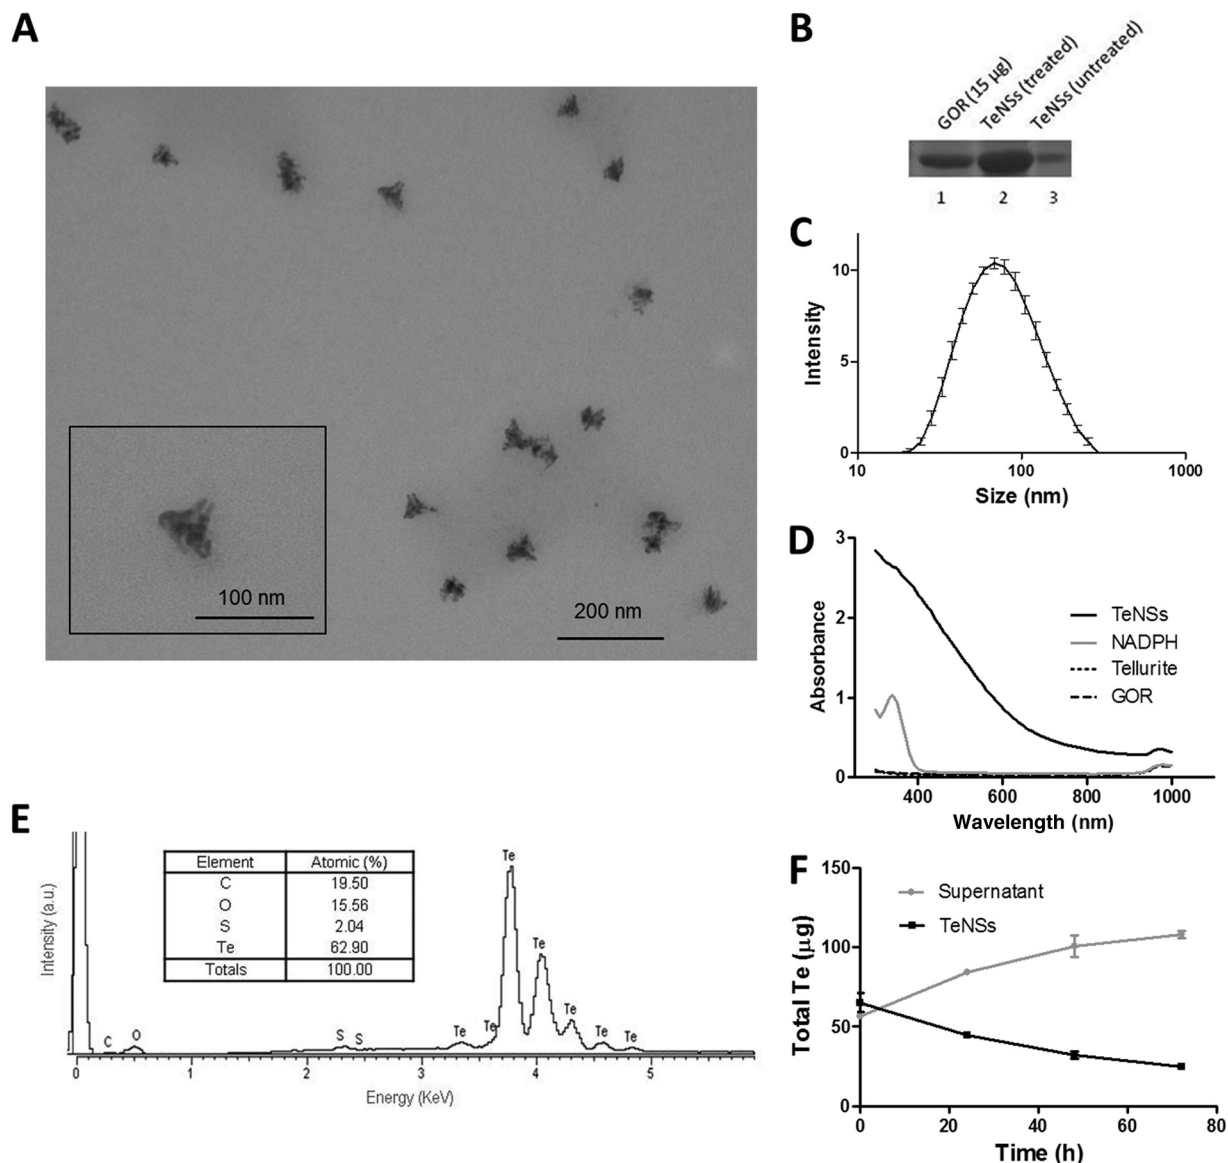 A
100 nm
200 nm
B
GOR (15 µg)
TeNSs (treated)
TeNSs (untreated)
1 2 3
C
Intensity
10
5
0
10 100 1000
Size (nm)
D
Absorbance
3
2
1
0
TeNSs
NADPH
Tellurite
GOR
400 600 800 1000
Wavelength (nm)
E
Intensity (a.u.)
Element Atomic (%)
C 19.50
O 15.56
S 2.04
Te 62.90
Totals 100.00
C O S S Te Te Te Te Te Te Te
0 1 2 3 4 5
Energy (KeV)
F
Total Te (µg)
150
100
50
0
Supernatant
TeNSs
0 20 40 60 80
Time (h)